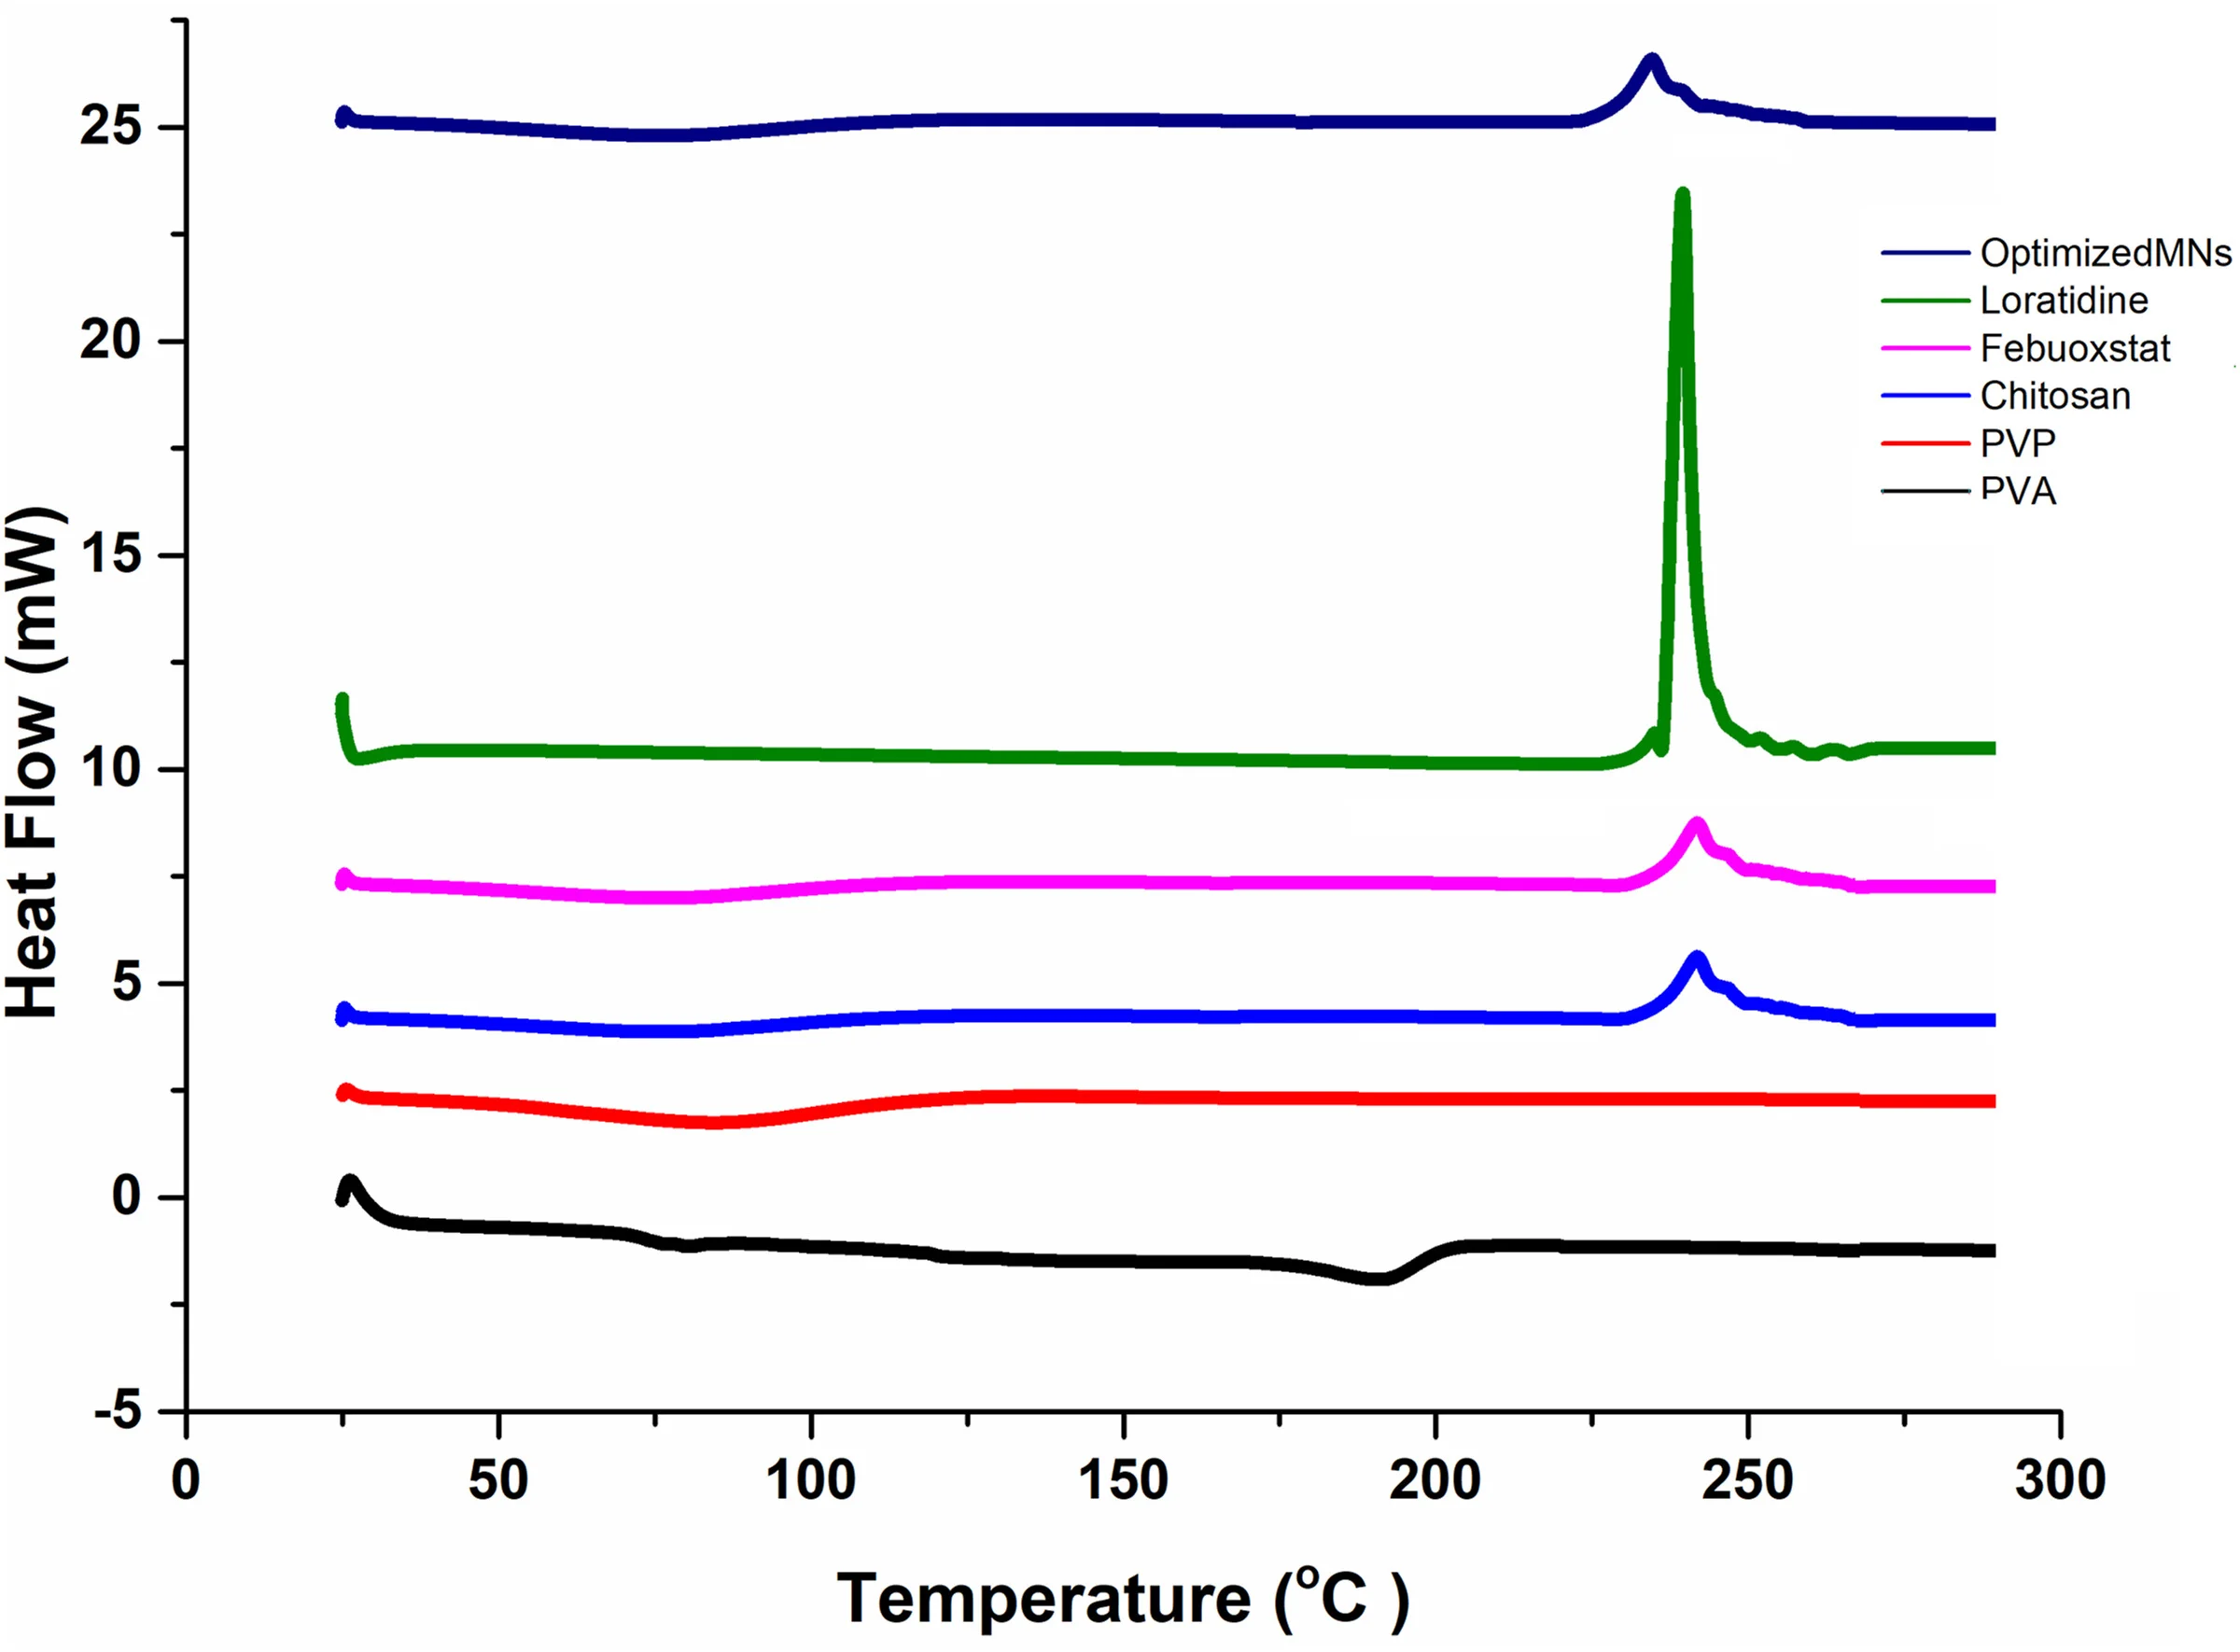 25
20
15
10
5
0
-5
Heat Flow (mW)
OptimizedMNs
Loratidine
Febuoxstat
Chitosan
PVP
PVA
0 50 100 150 200 250 300
Temperature (oC )